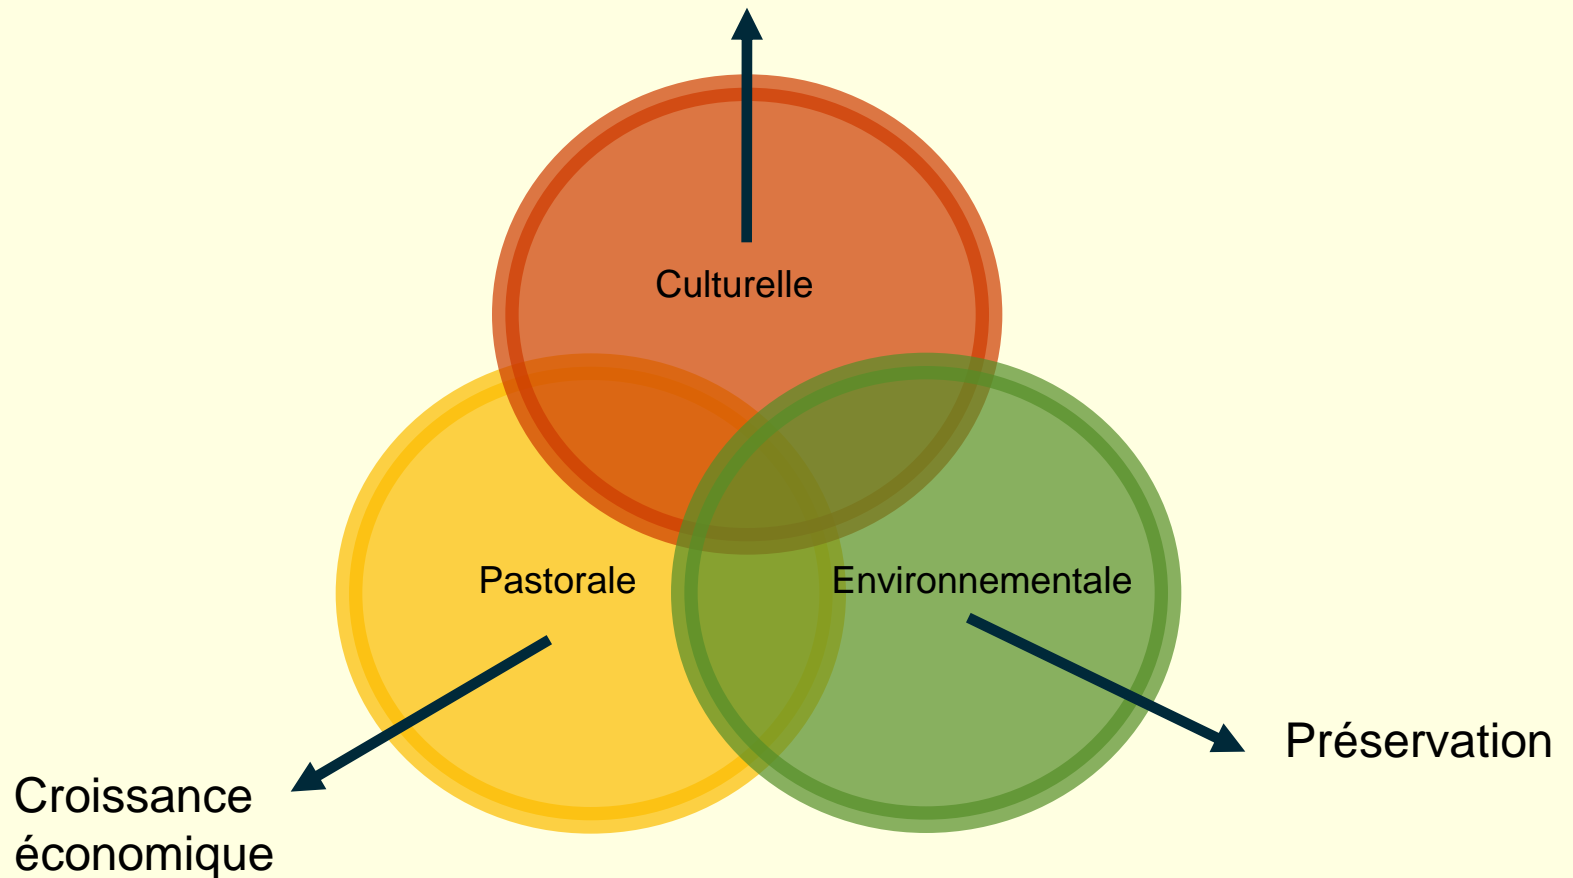 Culturelle
Pastorale
Environnementale
Préservation
Croissance
économique